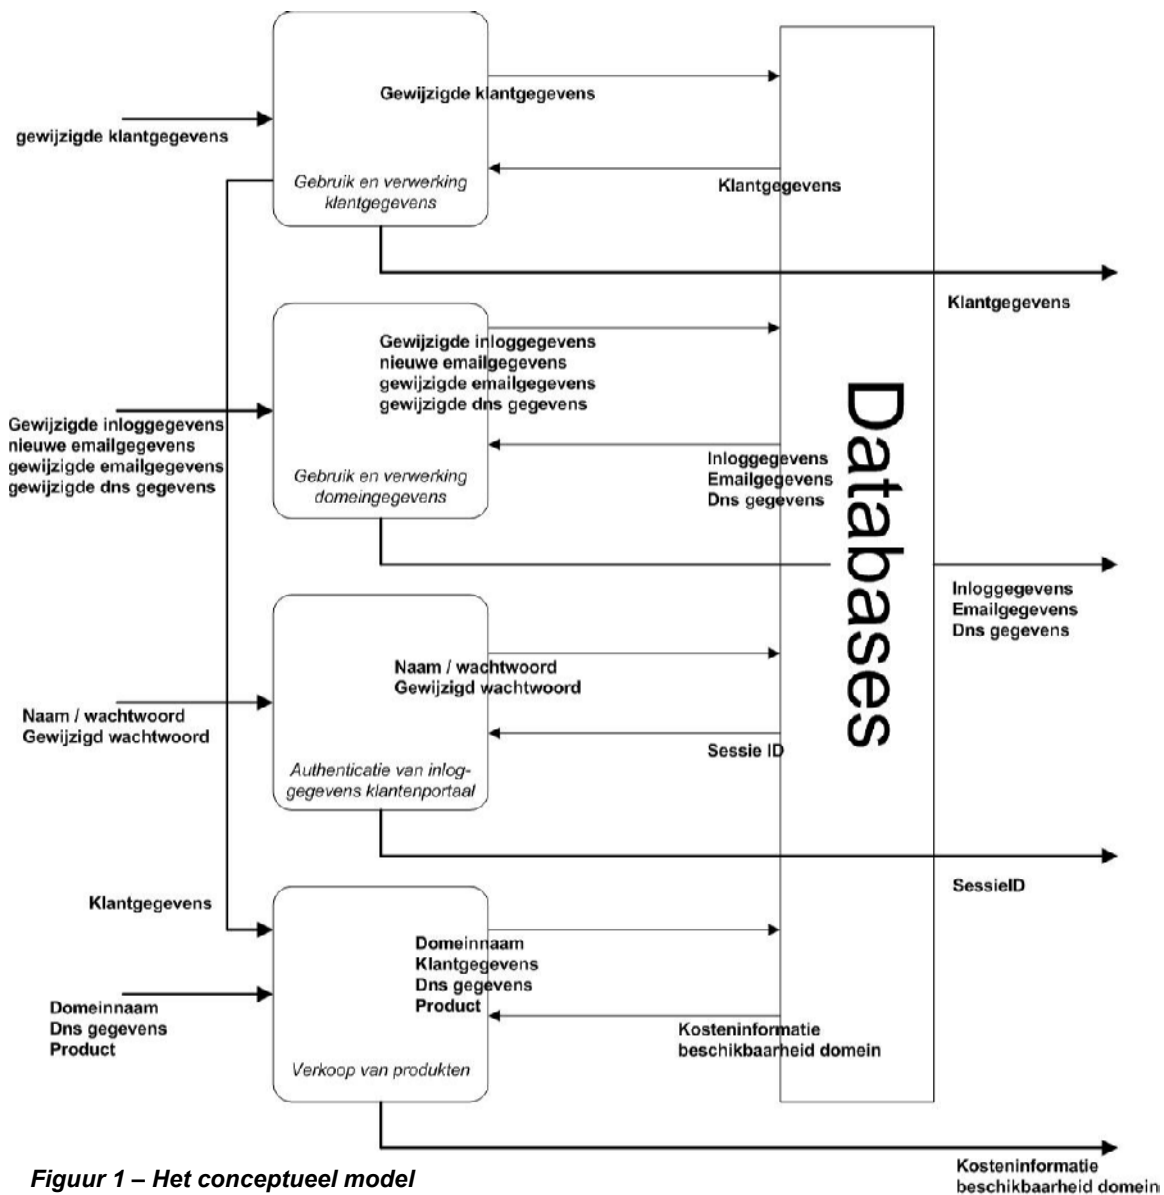 Gewijzigde klantgegevens
gewijzigde klantgegevens
Gebruik en verwerking
klantgegevens
Klantgegevens
Klantgegevens
Gewijzigde inloggegevens
nieuwe emailgegevens
gewijzigde emailgegevens
gewijzigde dns gegevens
Gewijzigde inloggegevens
nieuwe emailgegevens
gewijzigde emailgegevens
gewijzigde dns gegevens
Gebruik en verwerking
domeingegevens
Inloggegevens
Emailgegevens
Dns gegevens
Databases
Inloggegevens
Emailgegevens
Dns gegevens
Naam / wachtwoord
Gewijzigd wachtwoord
Naam / wachtwoord
Gewijzigd wachtwoord
Sessie ID
Authenticatie van inlog-
gegevens klantenportaal
SessieID
Klantgegevens
Domeinnaam
Klantgegevens
Dns gegevens
Product
Domeinnaam
Dns gegevens
Product
Kosteninformatie
beschikbaarheid domein
Verkoop van produkten
Kosteninformatie
beschikbaarheid domein
Figuur 1 – Het conceptueel model